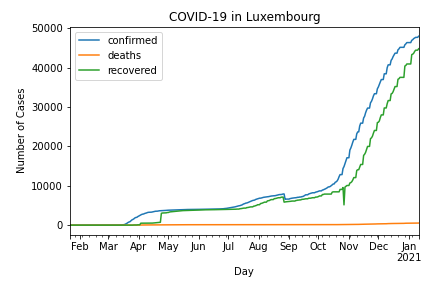 COVID-19 in Luxembourg
confirmed
deaths
recovered
Number of Cases
50000
40000
30000
20000
10000
0
Feb Mar Apr May Jun Jul Aug Sep Oct Nov Dec Jan
2021
Day